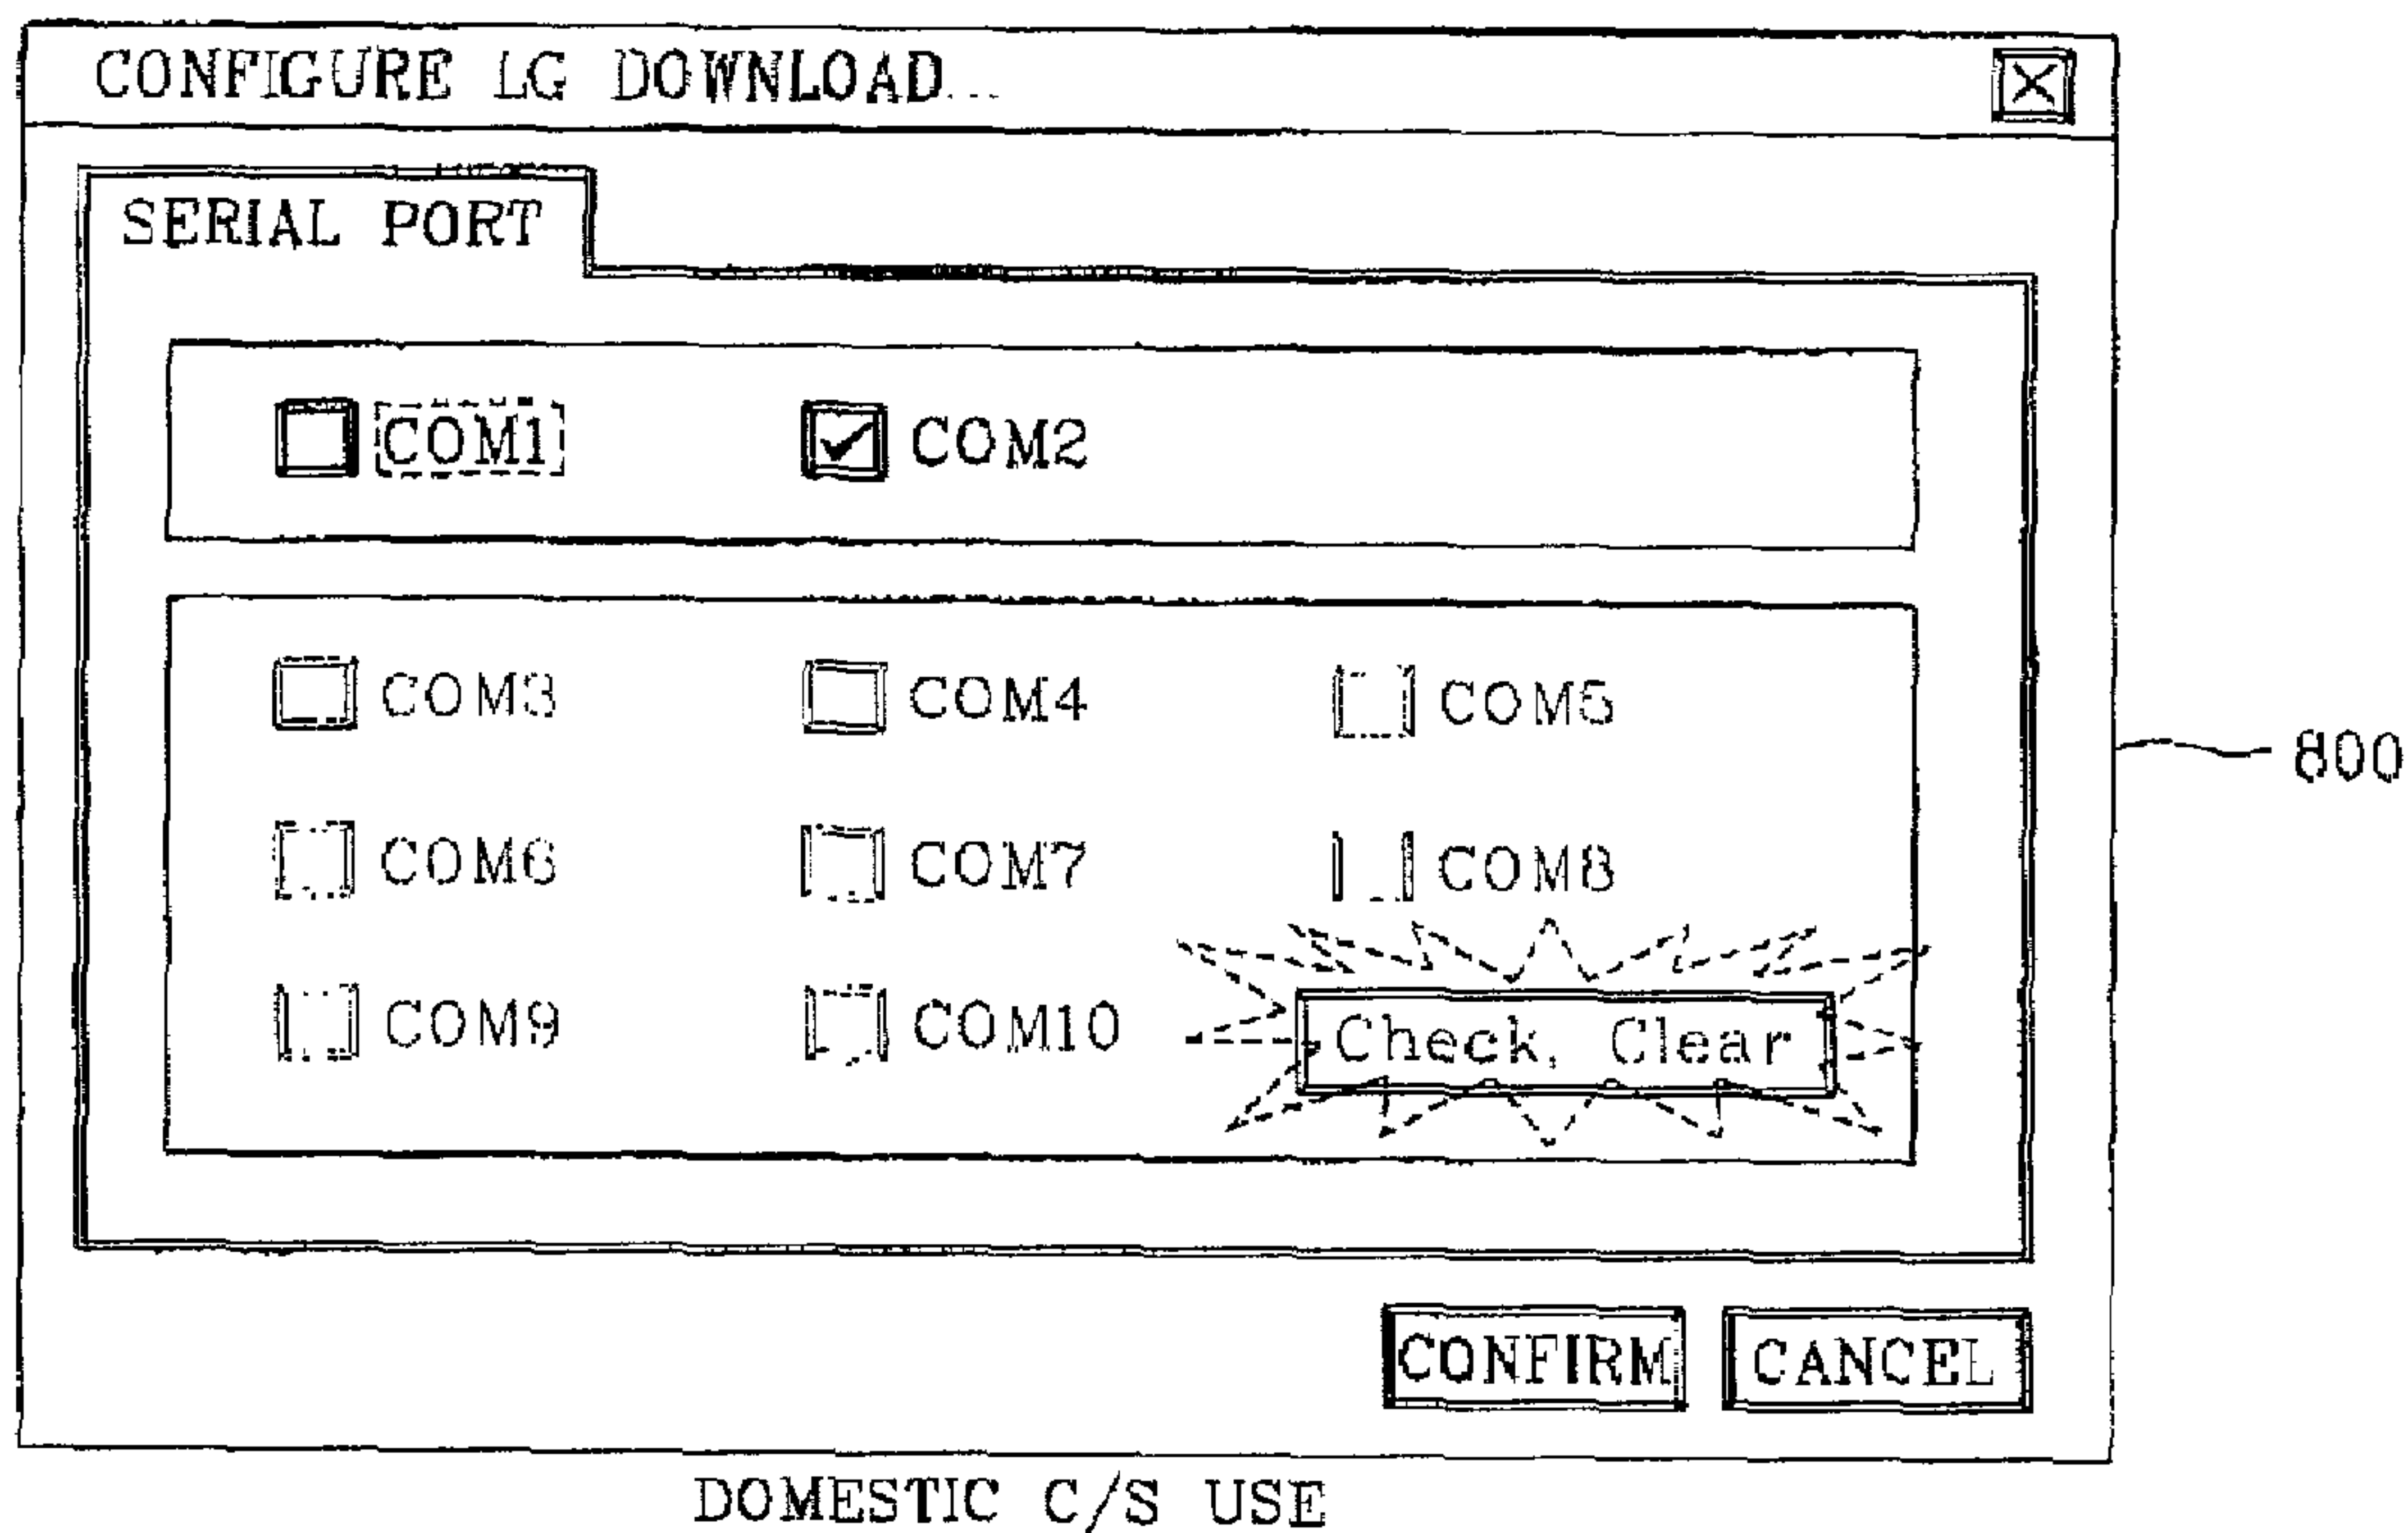 CONFIGURE LG DOWNLOAD...
SERIAL PORT
COM1 COM2
COM3 COM4 COM5
800
COM6 COM7 COM8
COM9 COM10 Check, Clear
CONFIRM CANCEL
DOMESTIC C/S USE